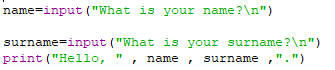 name=input("What is your name?\n")
surname=input("What is your surname?\n")
print("Hello, " , name , surname ,".")